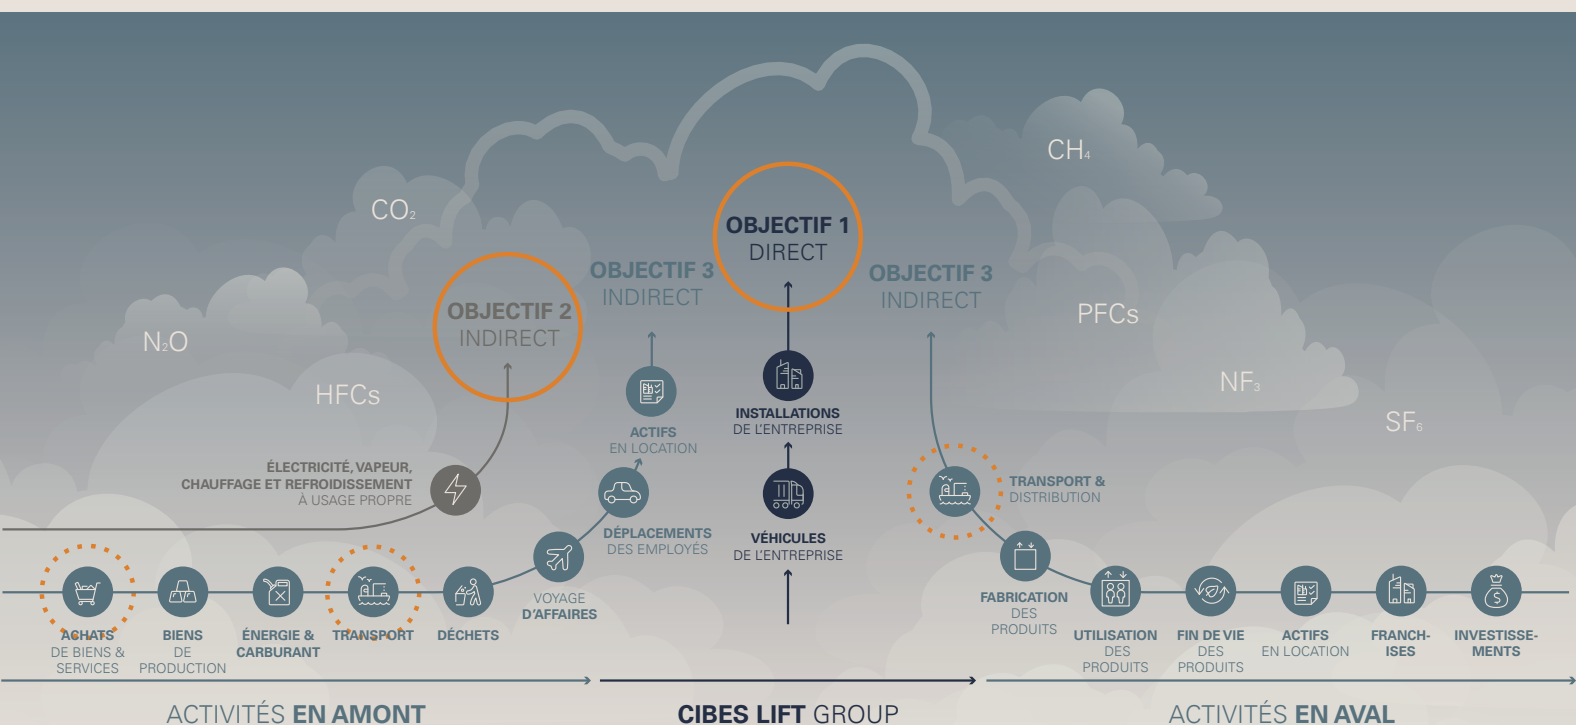 CH₄
CO₂
OBJECTIF 1
DIRECT
OBJECTIF 3
INDIRECT
OBJECTIF 3
INDIRECT
OBJECTIF 2
INDIRECT
N₂O
HFCs
PFCs
NF₃
SF₆
ACTIFS
EN LOCATION
INSTALLATIONS
DE L'ENTREPRISE
ÉLECTRICITÉ, VAPEUR,
CHAUFFAGE ET REFROIDISSEMENT
À USAGE PROPRE
TRANSPORT &
DISTRIBUTION
DÉPLACEMENTS
DES EMPLOYÉS
VÉHICULES
DE L'ENTREPRISE
VOYAGE
D'AFFAIRES
FABRICATION
DES
PRODUITS
ACHATS
DE BIENS &
SERVICES
BIENS
DE
PRODUCTION
ÉNERGIE &
CARBURANT
TRANSPORT
DÉCHETS
UTILISATION
DES
PRODUITS
FIN DE VIE
DES
PRODUITS
ACTIFS
EN LOCATION
FRANCH-
ISES
INVESTISSE-
MENTS
ACTIVITÉS EN AMONT
CIBES LIFT GROUP
ACTIVITÉS EN AVAL